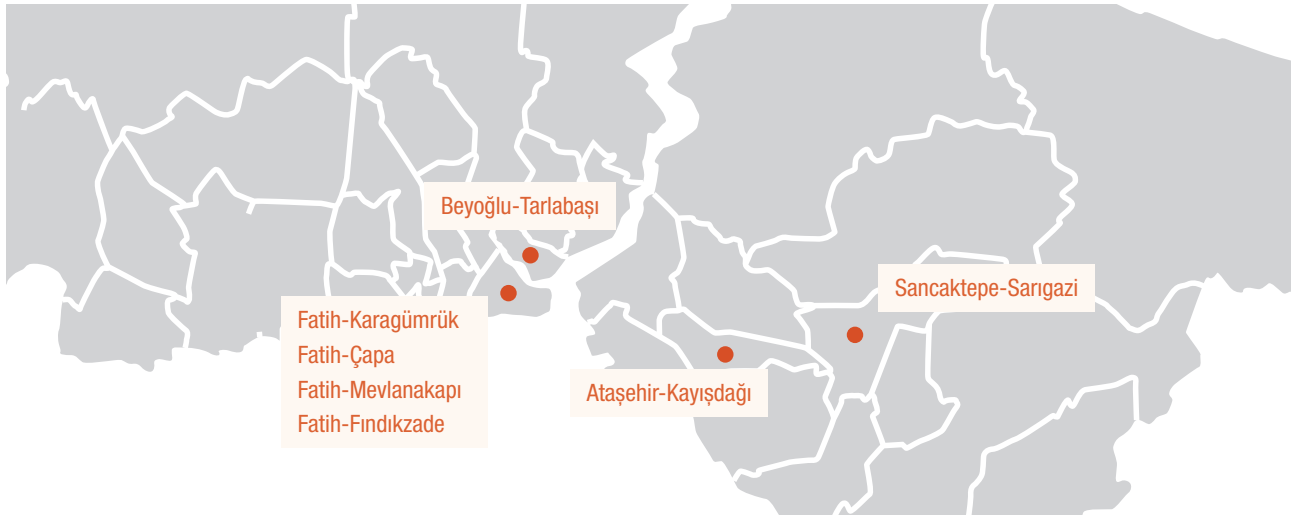 Beyoğlu-Tarlabaşı
Sancaktepe-Sarıgazi
Fatih-Karagümrük
Fatih-Çapa
Fatih-Mevlanakapı
Fatih-Fındıkzade
Ataşehir-Kayışdağı